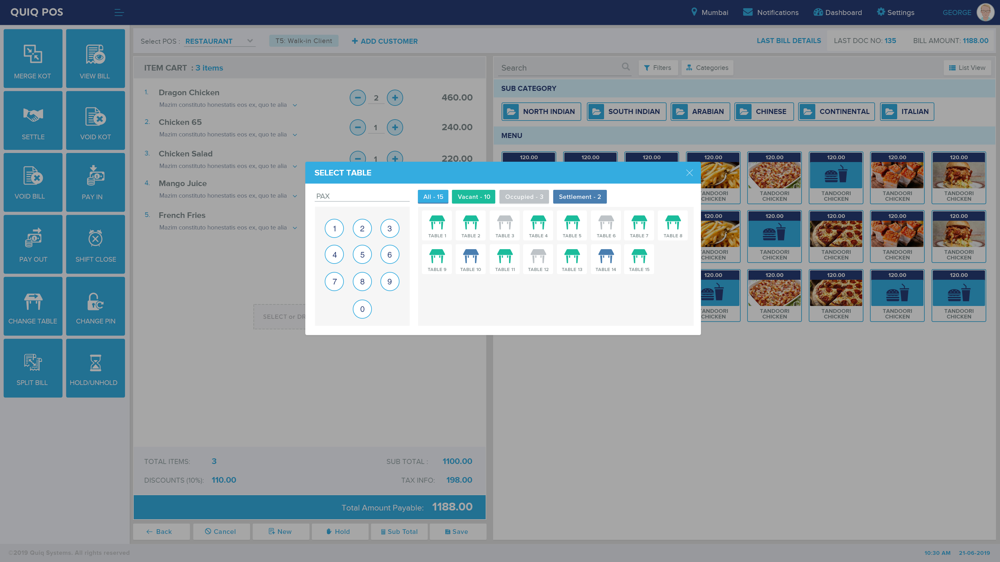 QUIQ POS
Mumbai
Notifications
Dashboard
Settings
GEORGE
MERGE KOT
VIEW BILL
SETTLE
VOID KOT
VOID BILL
PAY IN
PAY OUT
SHIFT CLOSE
CHANGE TABLE
CHANGE PIN
SPLIT BILL
HOLD/UNHOLD
Select POS : RESTAURANT
T5: Walk-in Client
ADD CUSTOMER
LAST BILL DETAILS
LAST DOC NO: 135
BILL AMOUNT: 1188.00
ITEM CART : 3 items
1. Dragon Chicken 2 460.00
Mazim constituto honestatis eos ex, quo te alia
2. Chicken 65 1 240.00
Mazim constituto honestatis eos ex, quo te alia
3. Chicken Salad 1 220.00
Mazim constituto honestatis eos ex, quo te alia
4. Mango Juice
Mazim constituto honestatis eos ex, quo te alia
5. French Fries
Mazim constituto honestatis eos ex, quo te alia
SELECT or DR
TOTAL ITEMS: 3
SUB TOTAL : 1100.00
DISCOUNTS (10%): 110.00
TAX INFO: 198.00
Total Amount Payable: 1188.00
Back
Cancel
New
Hold
Sub Total
Save
Search
Filters
Categories
List View
SUB CATEGORY
NORTH INDIAN
SOUTH INDIAN
ARABIAN
CHINESE
CONTINENTAL
ITALIAN
MENU
120.00 120.00 120.00 120.00 120.00 120.00 120.00 120.00
TANDOORI TANDOORI TANDOORI TANDOORI TANDOORI
CHICKEN CHICKEN CHICKEN CHICKEN CHICKEN
120.00 120.00 120.00 120.00 120.00
TANDOORI TANDOORI TANDOORI TANDOORI TANDOORI
CHICKEN CHICKEN CHICKEN CHICKEN CHICKEN
120.00 120.00 120.00 120.00 120.00
TANDOORI TANDOORI TANDOORI TANDOORI TANDOORI
CHICKEN CHICKEN CHICKEN CHICKEN CHICKEN
SELECT TABLE
PAX
1 2 3
4 5 6
7 8 9
0
All - 15
Vacant - 10
Occupied - 3
Settlement - 2
TABLE 1 TABLE 2 TABLE 3 TABLE 4 TABLE 5 TABLE 6 TABLE 7 TABLE 8
TABLE 9 TABLE 10 TABLE 11 TABLE 12 TABLE 13 TABLE 14 TABLE 15
©2019 Quiq Systems. All rights reserved
10:30 AM 21-06-2019